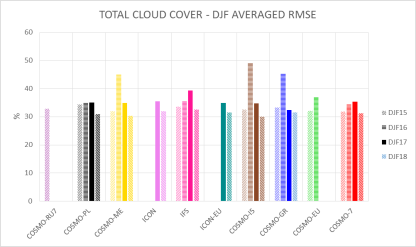 TOTAL CLOUD COVER - DJF AVERAGED RMSE
60
50
40
30
20
10
0
%
COSMO-RU7
COSMO-PL
COSMO-ME
ICON
IFS
ICON-EU
COSMO-I5
COSMO-GR
COSMO-EU
COSMO-7
DJF15
DJF16
DJF17
DJF18